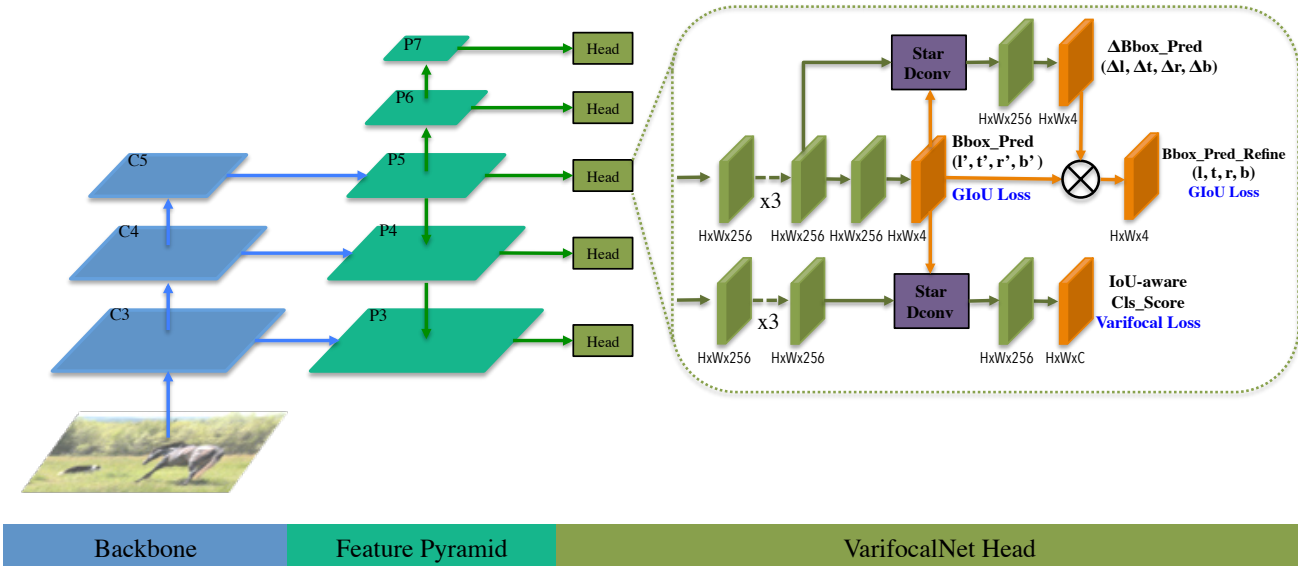 C5
C4
C3
P7
P6
P5
P4
P3
Head
Head
Head
Head
Head
Star
Dconv
HxWx256
HxWx4
ΔBbox_Pred
(Δl, Δt, Δr, Δb)
HxWx256
x3
HxWx256
HxWx256
HxWx4
Bbox_Pred
(l’, t’, r’, b’ )
GIoU Loss
Bbox_Pred_Refine
(l, t, r, b)
GIoU Loss
HxWx4
HxWx256
x3
HxWx256
Star
Dconv
HxWx256
HxWxC
IoU-aware
Cls_Score
Varifocal Loss
Backbone
Feature Pyramid
VarifocalNet Head